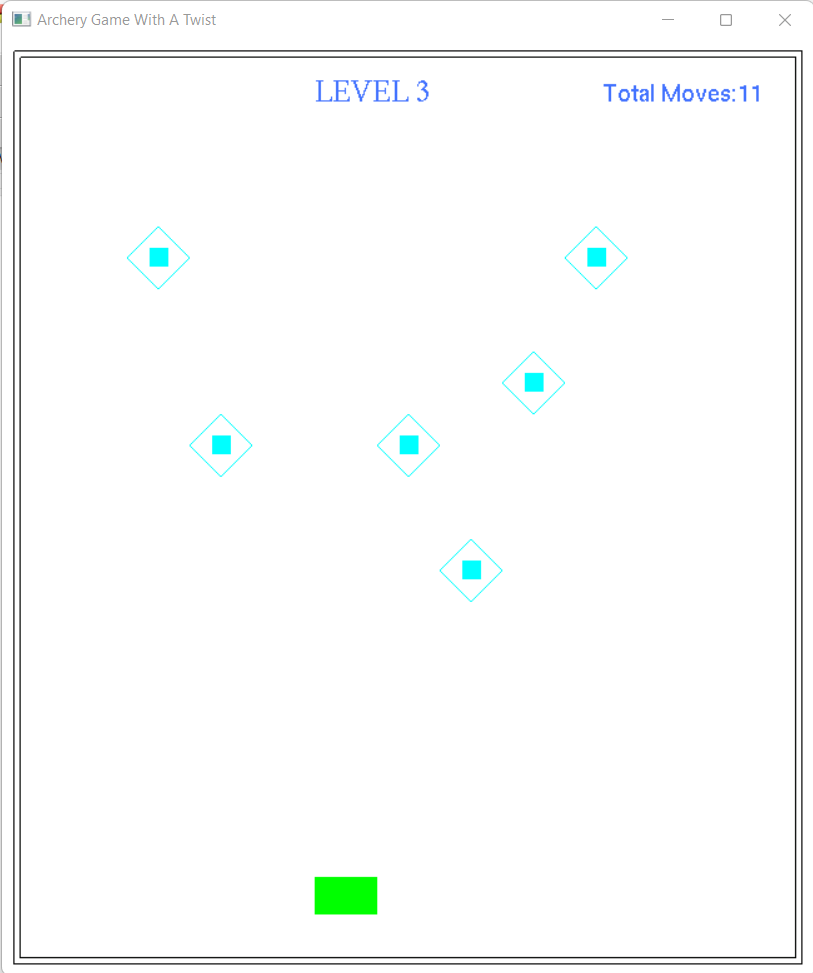 Archery Game With A Twist
LEVEL 3
Total Moves:11